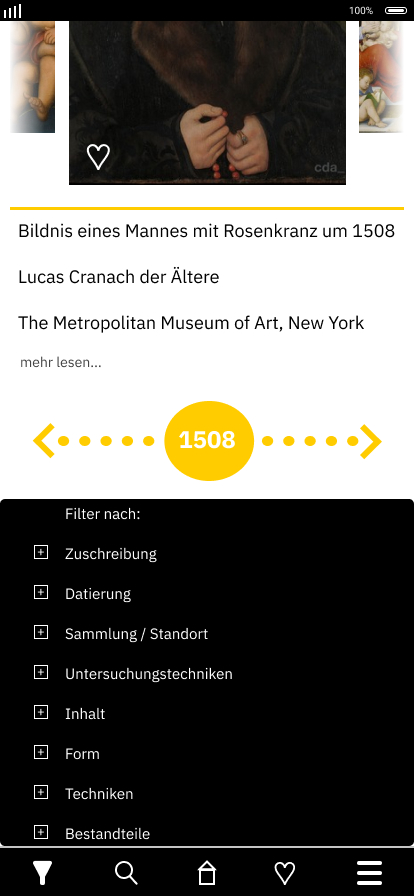 100%
cda_
Bildnis eines Mannes mit Rosenkranz um 1508
Lucas Cranach der Ältere
The Metropolitan Museum of Art, New York
mehr lesen...
1508
Filter nach:
Zuschreibung
Datierung
Sammlung / Standort
Untersuchungstechniken
Inhalt
Form
Techniken
Bestandteile